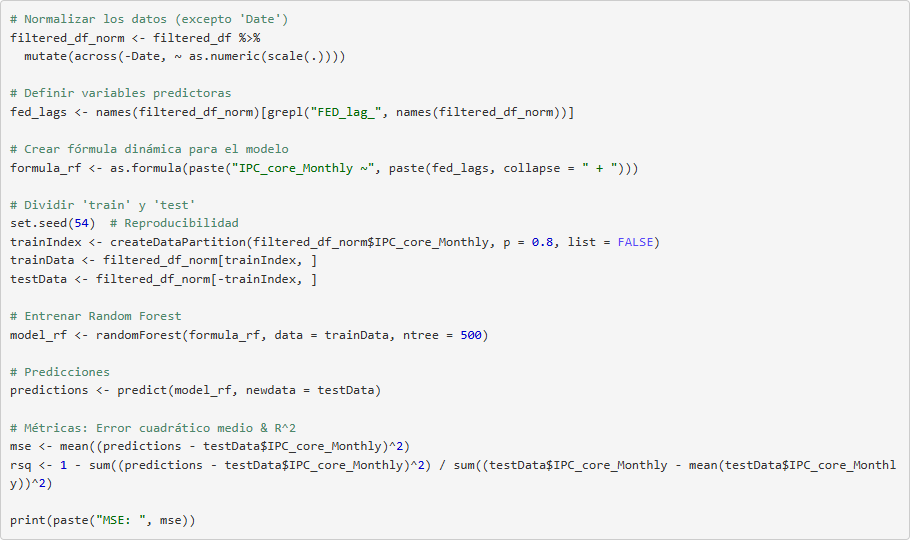 # Normalizar los datos (excepto 'Date')
filtered_df_norm <- filtered_df %>%
  mutate(across(-Date, ~ as.numeric(scale(.))))

# Definir variables predictoras
fed_lags <- names(filtered_df_norm)[grepl("FED_lag_", names(filtered_df_norm))]

# Crear fórmula dinámica para el modelo
formula_rf <- as.formula(paste("IPC_core_Monthly ~", paste(fed_lags, collapse = " + ")))

# Dividir 'train' y 'test'
set.seed(54)  # Reproducibilidad
trainIndex <- createDataPartition(filtered_df_norm$IPC_core_Monthly, p = 0.8, list = FALSE)
trainData <- filtered_df_norm[trainIndex, ]
testData <- filtered_df_norm[-trainIndex, ]

# Entrenar Random Forest
model_rf <- randomForest(formula_rf, data = trainData, ntree = 500)

# Predicciones
predictions <- predict(model_rf, newdata = testData)

# Métricas: Error cuadrático medio & R^2
mse <- mean((predictions - testData$IPC_core_Monthly)^2)
rsq <- 1 - sum((predictions - testData$IPC_core_Monthly)^2) / sum((testData$IPC_core_Monthly - mean(testData$IPC_core_Monthl
y))^2)

print(paste("MSE: ", mse))